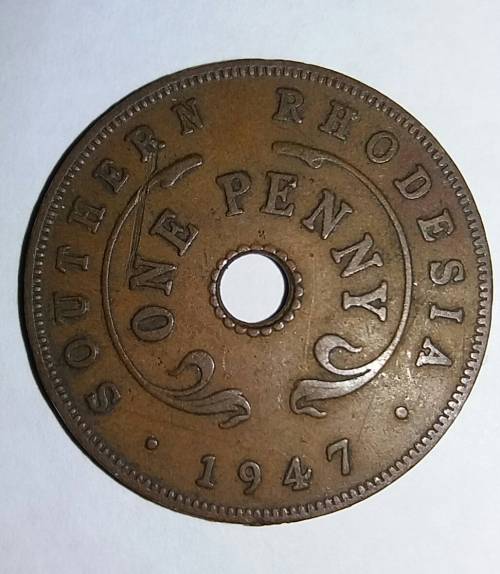 SOUTHERN RHODESIA
ONE PENNY
• 1947 •